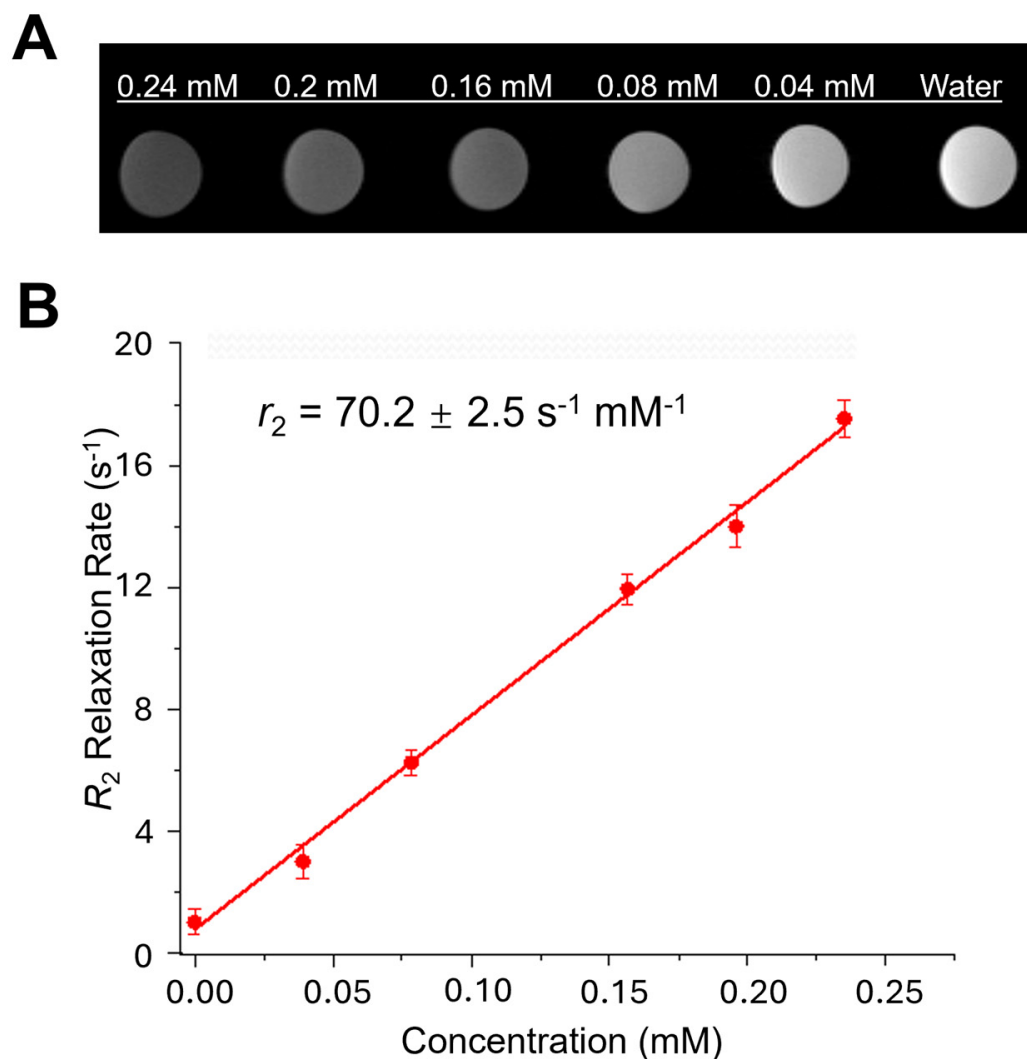 A
0.24 mM 0.2 mM 0.16 mM 0.08 mM 0.04 mM Water
B
r₂ = 70.2 ± 2.5 s⁻¹ mM⁻¹
R₂ Relaxation Rate (s⁻¹)
20
16
12
8
4
0
0.00 0.05 0.10 0.15 0.20 0.25
Concentration (mM)